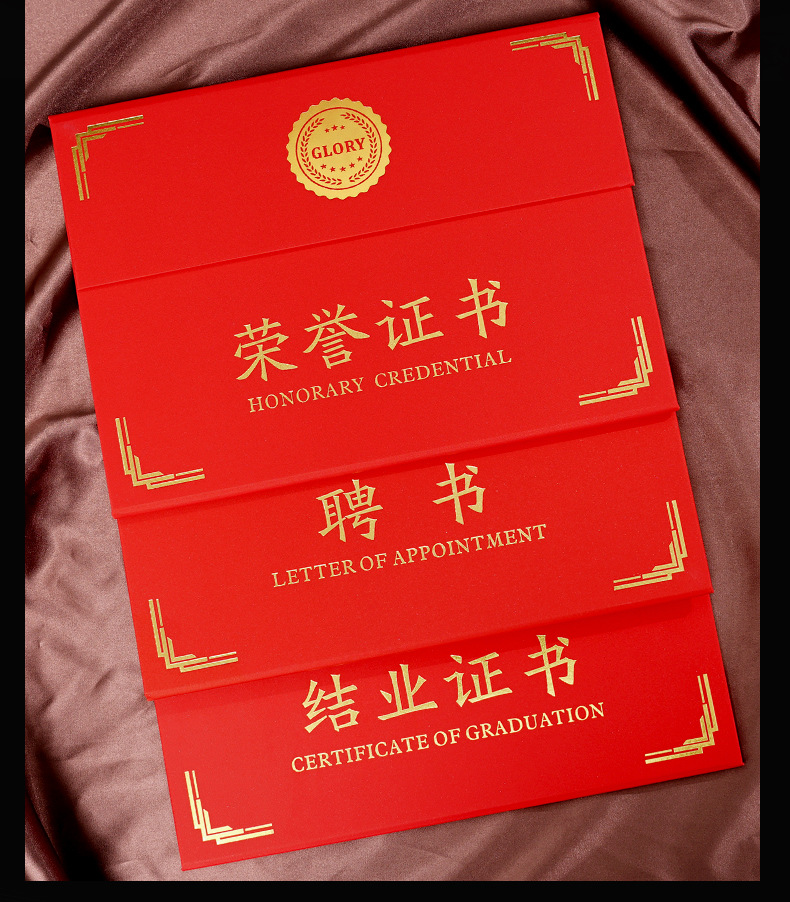 GLORY
荣誉证书
HONORARY CREDENTIAL
聘书
LETTER OF APPOINTMENT
结业证书
CERTIFICATE OF GRADUATION